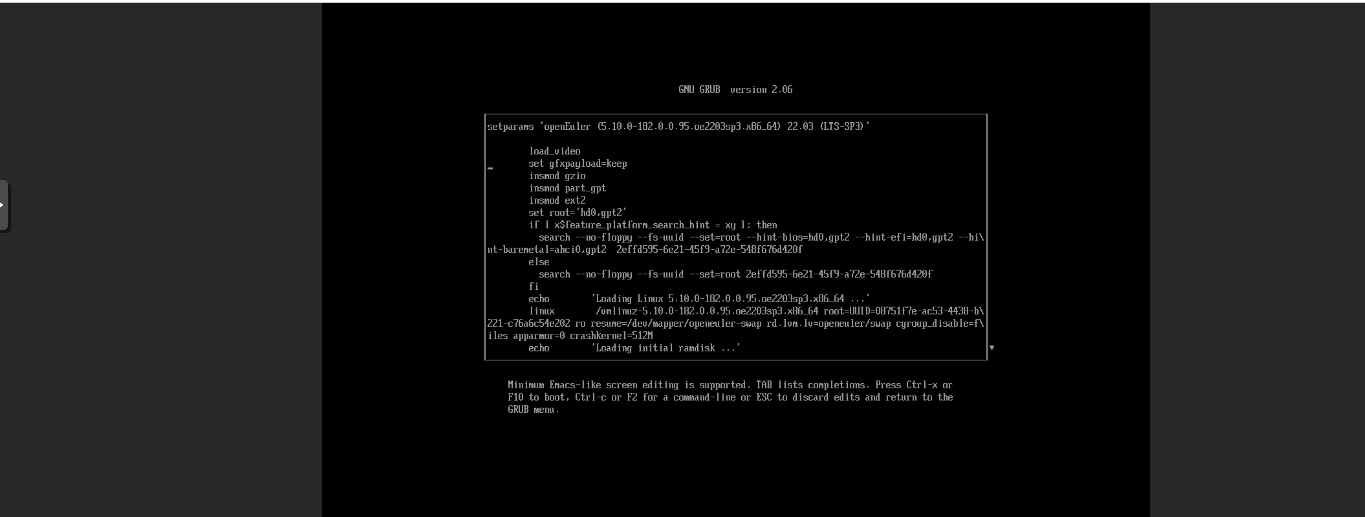 GNU GRUB  version 2.06
setparams 'openEuler (5.10.0-182.0.0.95.oe2203sp3.x86_64) 22.03 (LTS-SP3)'
load_video
set gfxpayload=keep
insmod gzio
insmod part_gpt
insmod ext2
set root='hd0,gpt2'
if [ x$feature_platform_search_hint = xy ]; then
search --no-floppy --fs-uuid --set=root --hint-bios=hd0,gpt2 --hint-efi=hd0,gpt2 --hi\
nt-baremetal=ahci0,gpt2  2effd595-6e21-45f9-a72e-548f676d420f
else
search --no-floppy --fs-uuid --set=root 2effd595-6e21-45f9-a72e-548f676d420f
fi
echo 'Loading Linux 5.10.0-182.0.0.95.oe2203sp3.x86_64 ...'
linux /vmlinuz-5.10.0-182.0.0.95.oe2203sp3.x86_64 root=UUID=08751f7e-ac53-4438-b\
221-c76a6c54e202 ro resume=/dev/mapper/openeuler-swap rd.lvm.lv=openeuler/swap cgroup_disable=f\
iles apparmor=0 crashkernel=512M
echo 'Loading initial ramdisk ...'
Minimum Emacs-like screen editing is supported. TAB lists completions. Press Ctrl-x or
F10 to boot, Ctrl-c or F2 for a command-line or ESC to discard edits and return to the
GRUB menu.